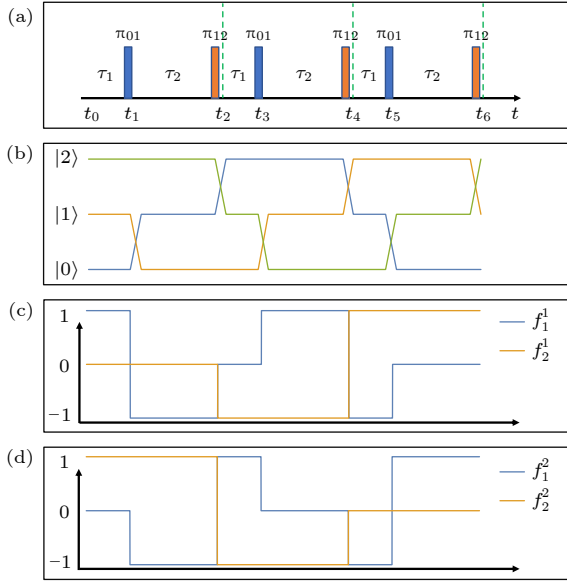 (a)
π₀₁ π₁₂ π₀₁ π₁₂ π₀₁ π₁₂
τ₁ τ₂ τ₁ τ₂ τ₁ τ₂
t₀ t₁ t₂ t₃ t₄ t₅ t₆ t
(b)
|2⟩
|1⟩
|0⟩
(c)
1
0
−1
f₁¹
f₂¹
(d)
1
0
−1
f₁²
f₂²